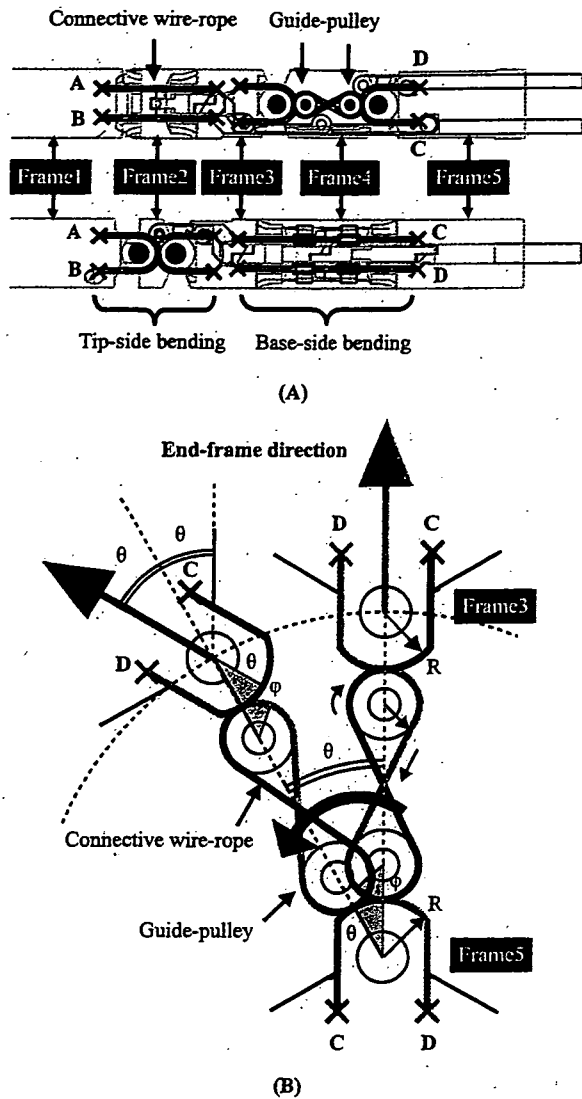 Connective wire-rope
Guide-pulley
D
A
B
C
Frame1 Frame2 Frame3 Frame4 Frame5
A
B
C
D
Tip-side bending
Base-side bending
(A)
End-frame direction
θ θ
D C
C
Frame3
D
θ
φ
R
θ
Connective wire-rope
φ
Guide-pulley
θ
R
Frame5
C D
(B)